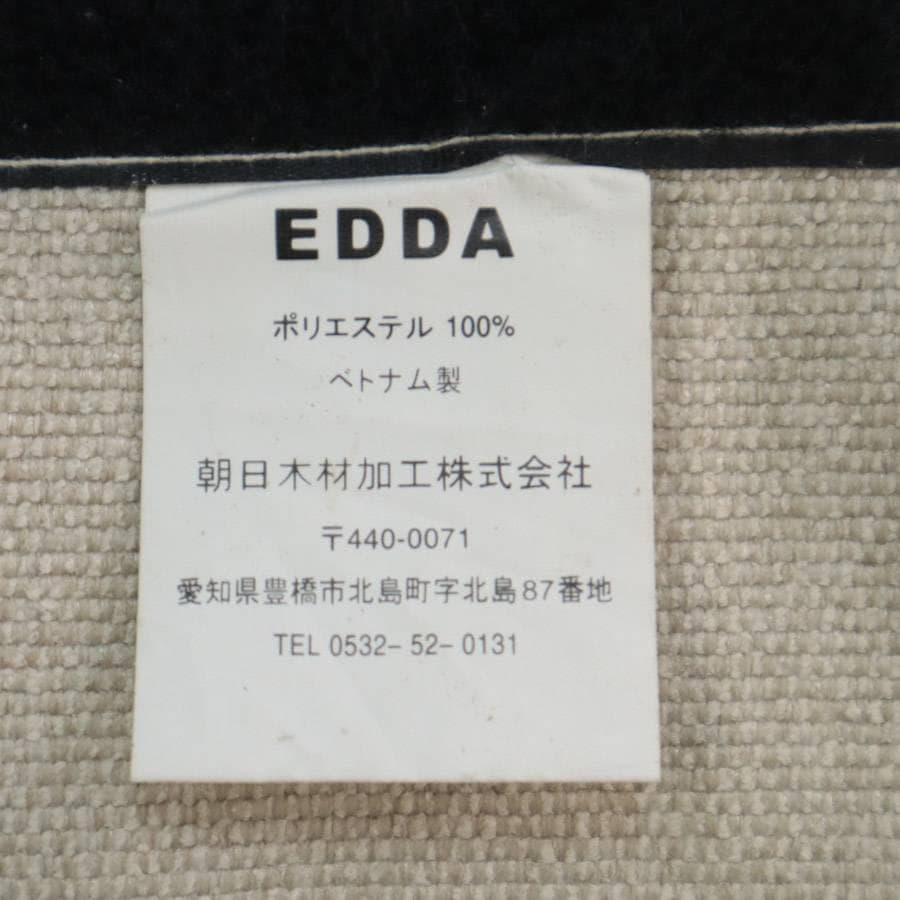 EDDA
ポリエステル 100%
ベトナム製
朝日木材加工株式会社
〒440-0071
愛知県豊橋市北島町字北島87番地
TEL 0532-52-0131